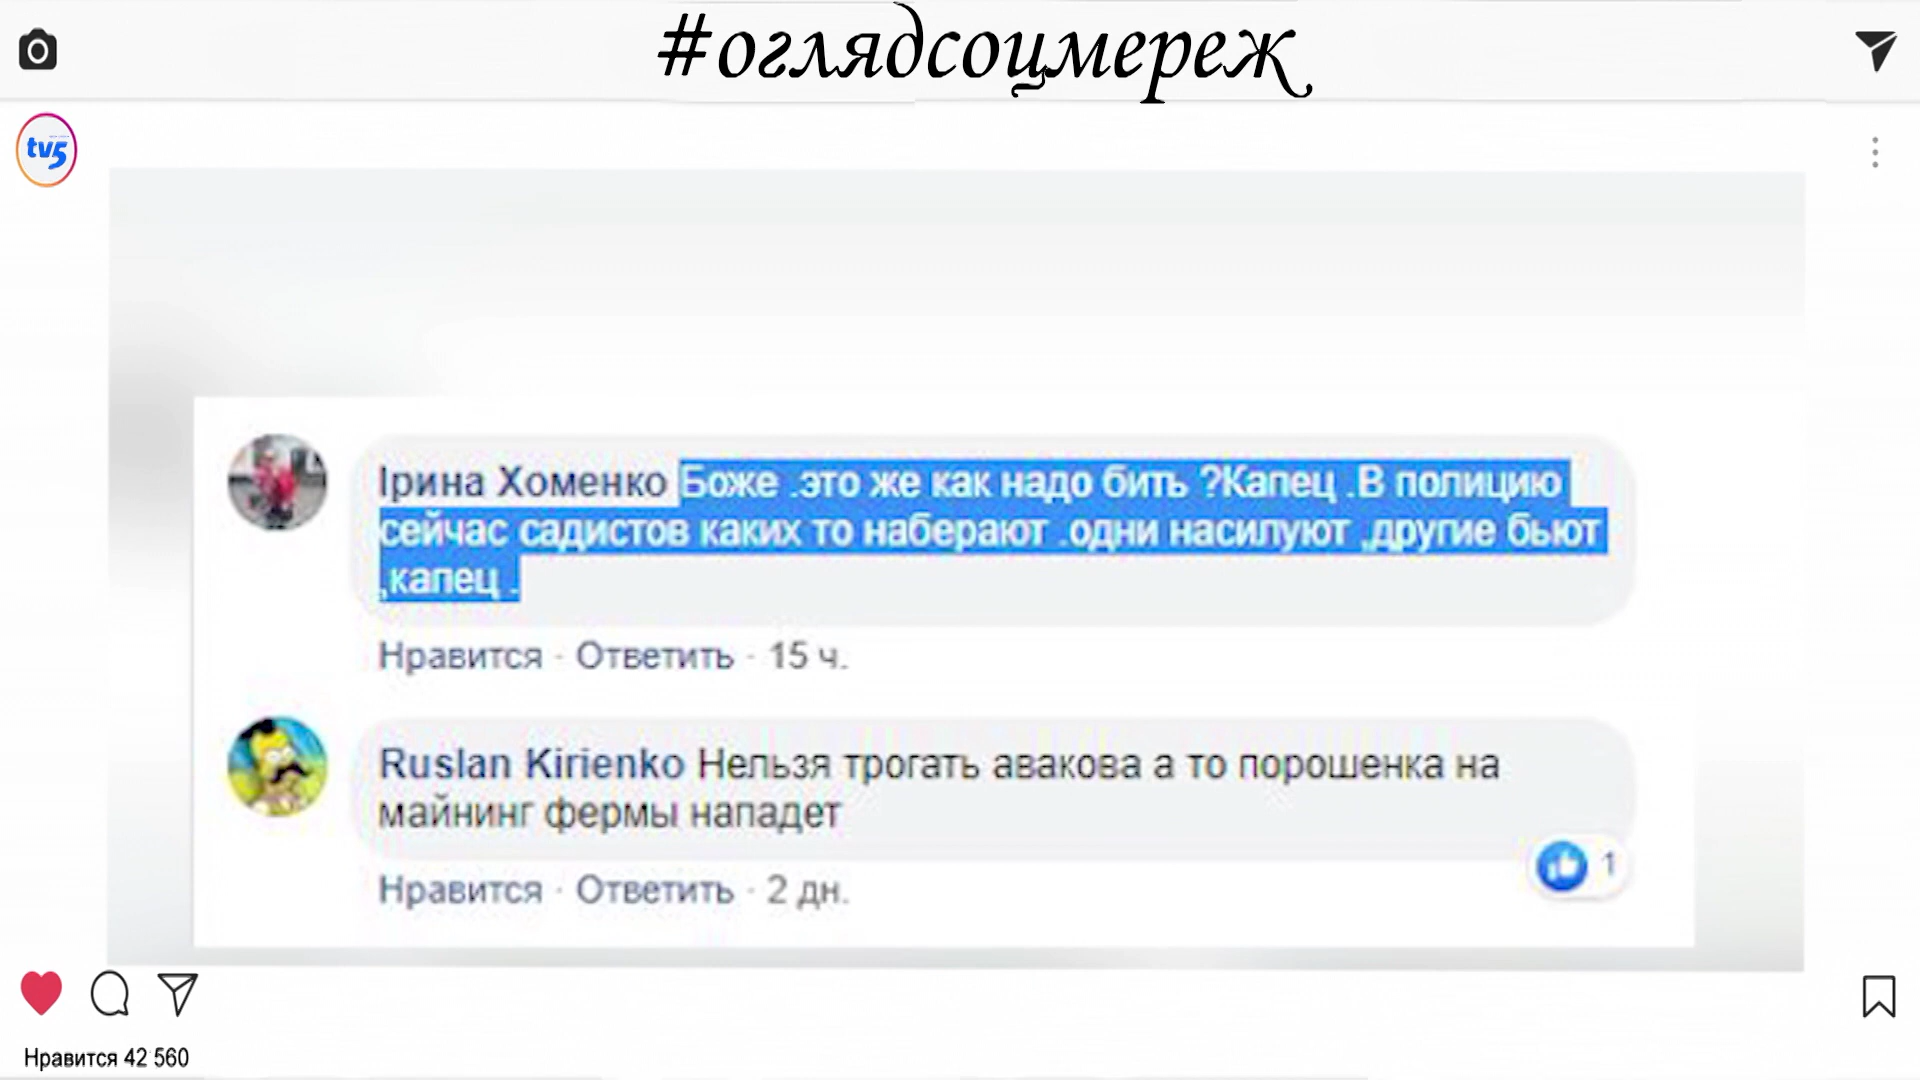 #оглядсоцмереж
tv5
Ірина Хоменко Боже .это же как надо бить ?Капец .В полицию
сейчас садистов каких то наберают .одни насилуют ,другие бьют
,капец .
Нравится · Ответить · 15 ч.
Ruslan Kirienko Нельзя трогать авакова а то порошенка на
майнинг фермы нападет
1
Нравится · Ответить · 2 дн.
Нравится 42 560